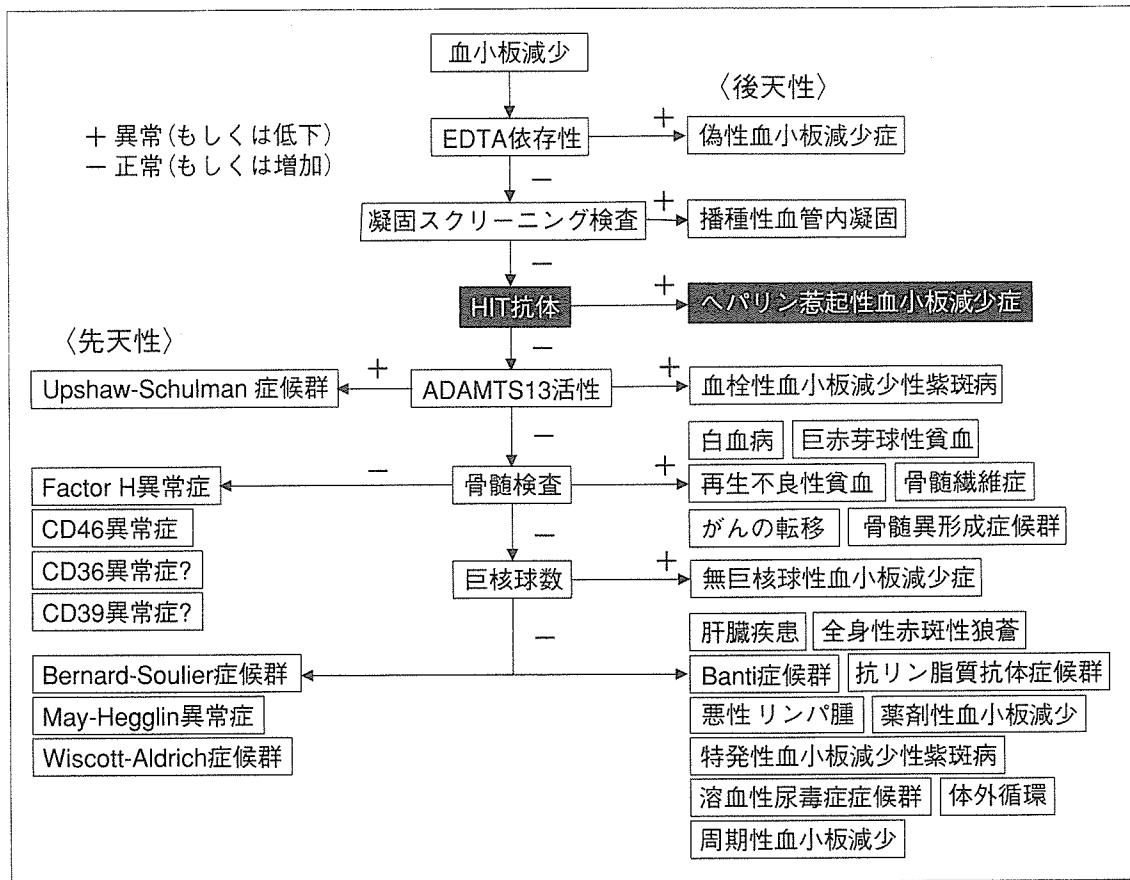 血小板減少
〈後天性〉
+ 異常(もしくは低下)
− 正常(もしくは増加)
EDTA依存性
+
偽性血小板減少症
−
凝固スクリーニング検査
+
播種性血管内凝固
−
HIT抗体
+
ヘパリン惹起性血小板減少症
〈先天性〉
−
Upshaw-Schulman 症候群
+
ADAMTS13活性
+
血栓性血小板減少性紫斑病
−
白血病 巨赤芽球性貧血
Factor H異常症
−
骨髄検査
+
再生不良性貧血 骨髄繊維症
CD46異常症
−
がんの転移 骨髄異形成症候群
CD36異常症?
巨核球数
+
無巨核球性血小板減少症
CD39異常症?
−
肝臓疾患 全身性赤斑性狼蒼
Bernard-Soulier症候群
Banti症候群 抗リン脂質抗体症候群
May-Hegglin異常症
悪性リンパ腫 薬剤性血小板減少
Wiscott-Aldrich症候群
特発性血小板減少性紫斑病
溶血性尿毒症症候群 体外循環
周期性血小板減少